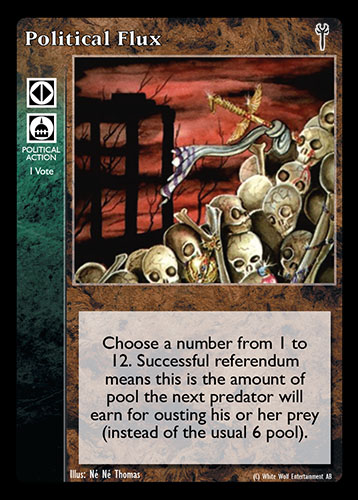 Political Flux
POLITICAL
ACTION
1 Vote
Choose a number from 1 to
12. Successful referendum
means this is the amount of
pool the next predator will
earn for ousting his or her prey
(instead of the usual 6 pool).
Illus: Né Né Thomas
(C) White Wolf Entertainment AB